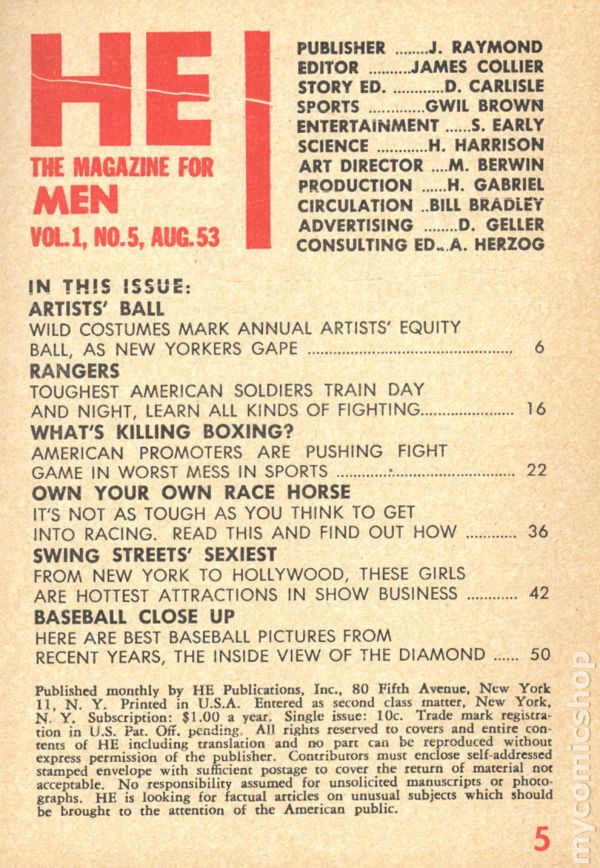 HE
THE MAGAZINE FOR
MEN
VOL.1, NO.5, AUG.53
PUBLISHER ........J. RAYMOND
EDITOR ..........JAMES COLLIER
STORY ED. ............D. CARLISLE
SPORTS ............GWIL BROWN
ENTERTAINMENT ......S. EARLY
SCIENCE ............H. HARRISON
ART DIRECTOR ....M. BERWIN
PRODUCTION ......H. GABRIEL
CIRCULATION ..BILL BRADLEY
ADVERTISING ........D. GELLER
CONSULTING ED...A. HERZOG
IN THIS ISSUE:
ARTISTS' BALL
WILD COSTUMES MARK ANNUAL ARTISTS' EQUITY
BALL, AS NEW YORKERS GAPE .................................................. 6
RANGERS
TOUGHEST AMERICAN SOLDIERS TRAIN DAY
AND NIGHT, LEARN ALL KINDS OF FIGHTING...................... 16
WHAT'S KILLING BOXING?
AMERICAN PROMOTERS ARE PUSHING FIGHT
GAME IN WORST MESS IN SPORTS ...................................... 22
OWN YOUR OWN RACE HORSE
IT'S NOT AS TOUGH AS YOU THINK TO GET
INTO RACING. READ THIS AND FIND OUT HOW ............ 36
SWING STREETS' SEXIEST
FROM NEW YORK TO HOLLYWOOD, THESE GIRLS
ARE HOTTEST ATTRACTIONS IN SHOW BUSINESS ............ 42
BASEBALL CLOSE UP
HERE ARE BEST BASEBALL PICTURES FROM
RECENT YEARS, THE INSIDE VIEW OF THE DIAMOND ...... 50
Published monthly by HE Publications, Inc., 80 Fifth Avenue, New York
11, N. Y. Printed in U.S.A. Entered as second class matter, New York,
N. Y. Subscription: $1.00 a year. Single issue: 10c. Trade mark registra-
tion in U.S. Pat. Off. pending. All rights reserved to covers and entire con-
tents of HE including translation and no part can be reproduced without
express permission of the publisher. Contributors must enclose self-addressed
stamped envelope with sufficient postage to cover the return of material not
acceptable. No responsibility assumed for unsolicited manuscripts or photo-
graphs. HE is looking for factual articles on unusual subjects which should
be brought to the attention of the American public.
5
mycomicshop